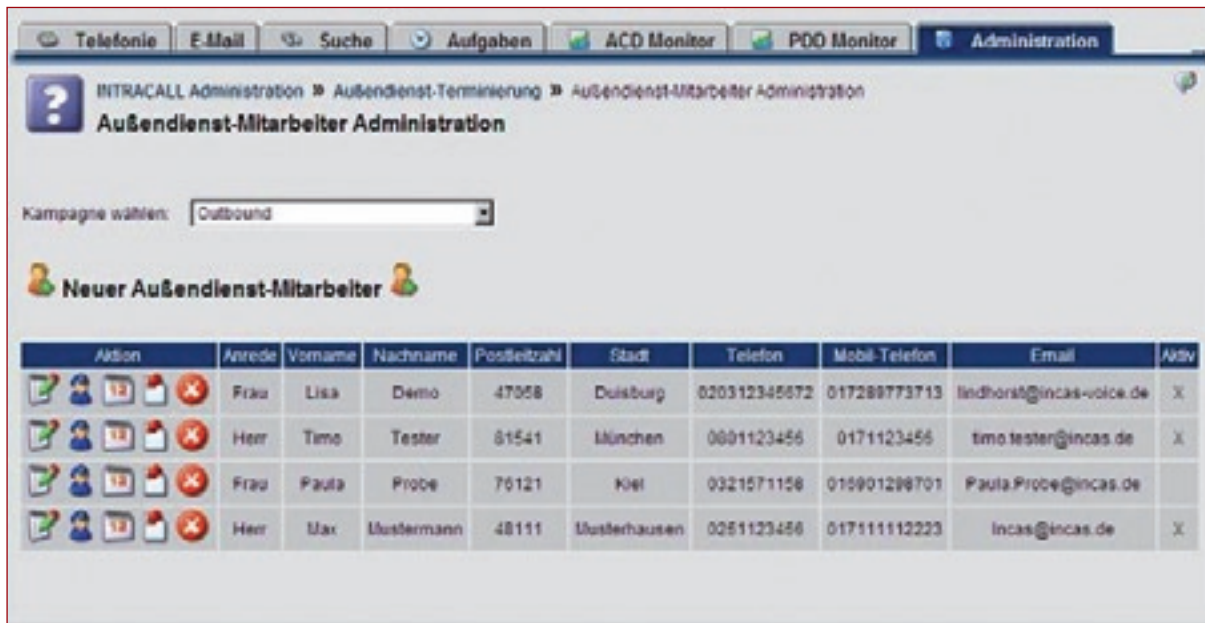 Telefonie E-Mail Suche Aufgaben ACD Monitor PDD Monitor Administration
INTRACALL Administration » Außendienst-Terminierung » Außendienst-Mitarbeiter Administration
Außendienst-Mitarbeiter Administration
Kampagne wählen: Outbound
Neuer Außendienst-Mitarbeiter
Aktion Anrede Vorname Nachname Postleitzahl Stadt Telefon Mobil-Telefon Email Aktiv
Frau Lisa Demo 47058 Duisburg 020312345672 017289773713 lindhorst@incas-voice.de X
Herr Timo Tester 81541 München 0801123456 0171123456 timo.tester@incas.de X
Frau Paula Probe 76121 Kiel 0321571158 Paula.Probe@incas.de
Herr Max Mustermann 48111 Musterhausen 0251123456 017111112223 incas@incas.de X